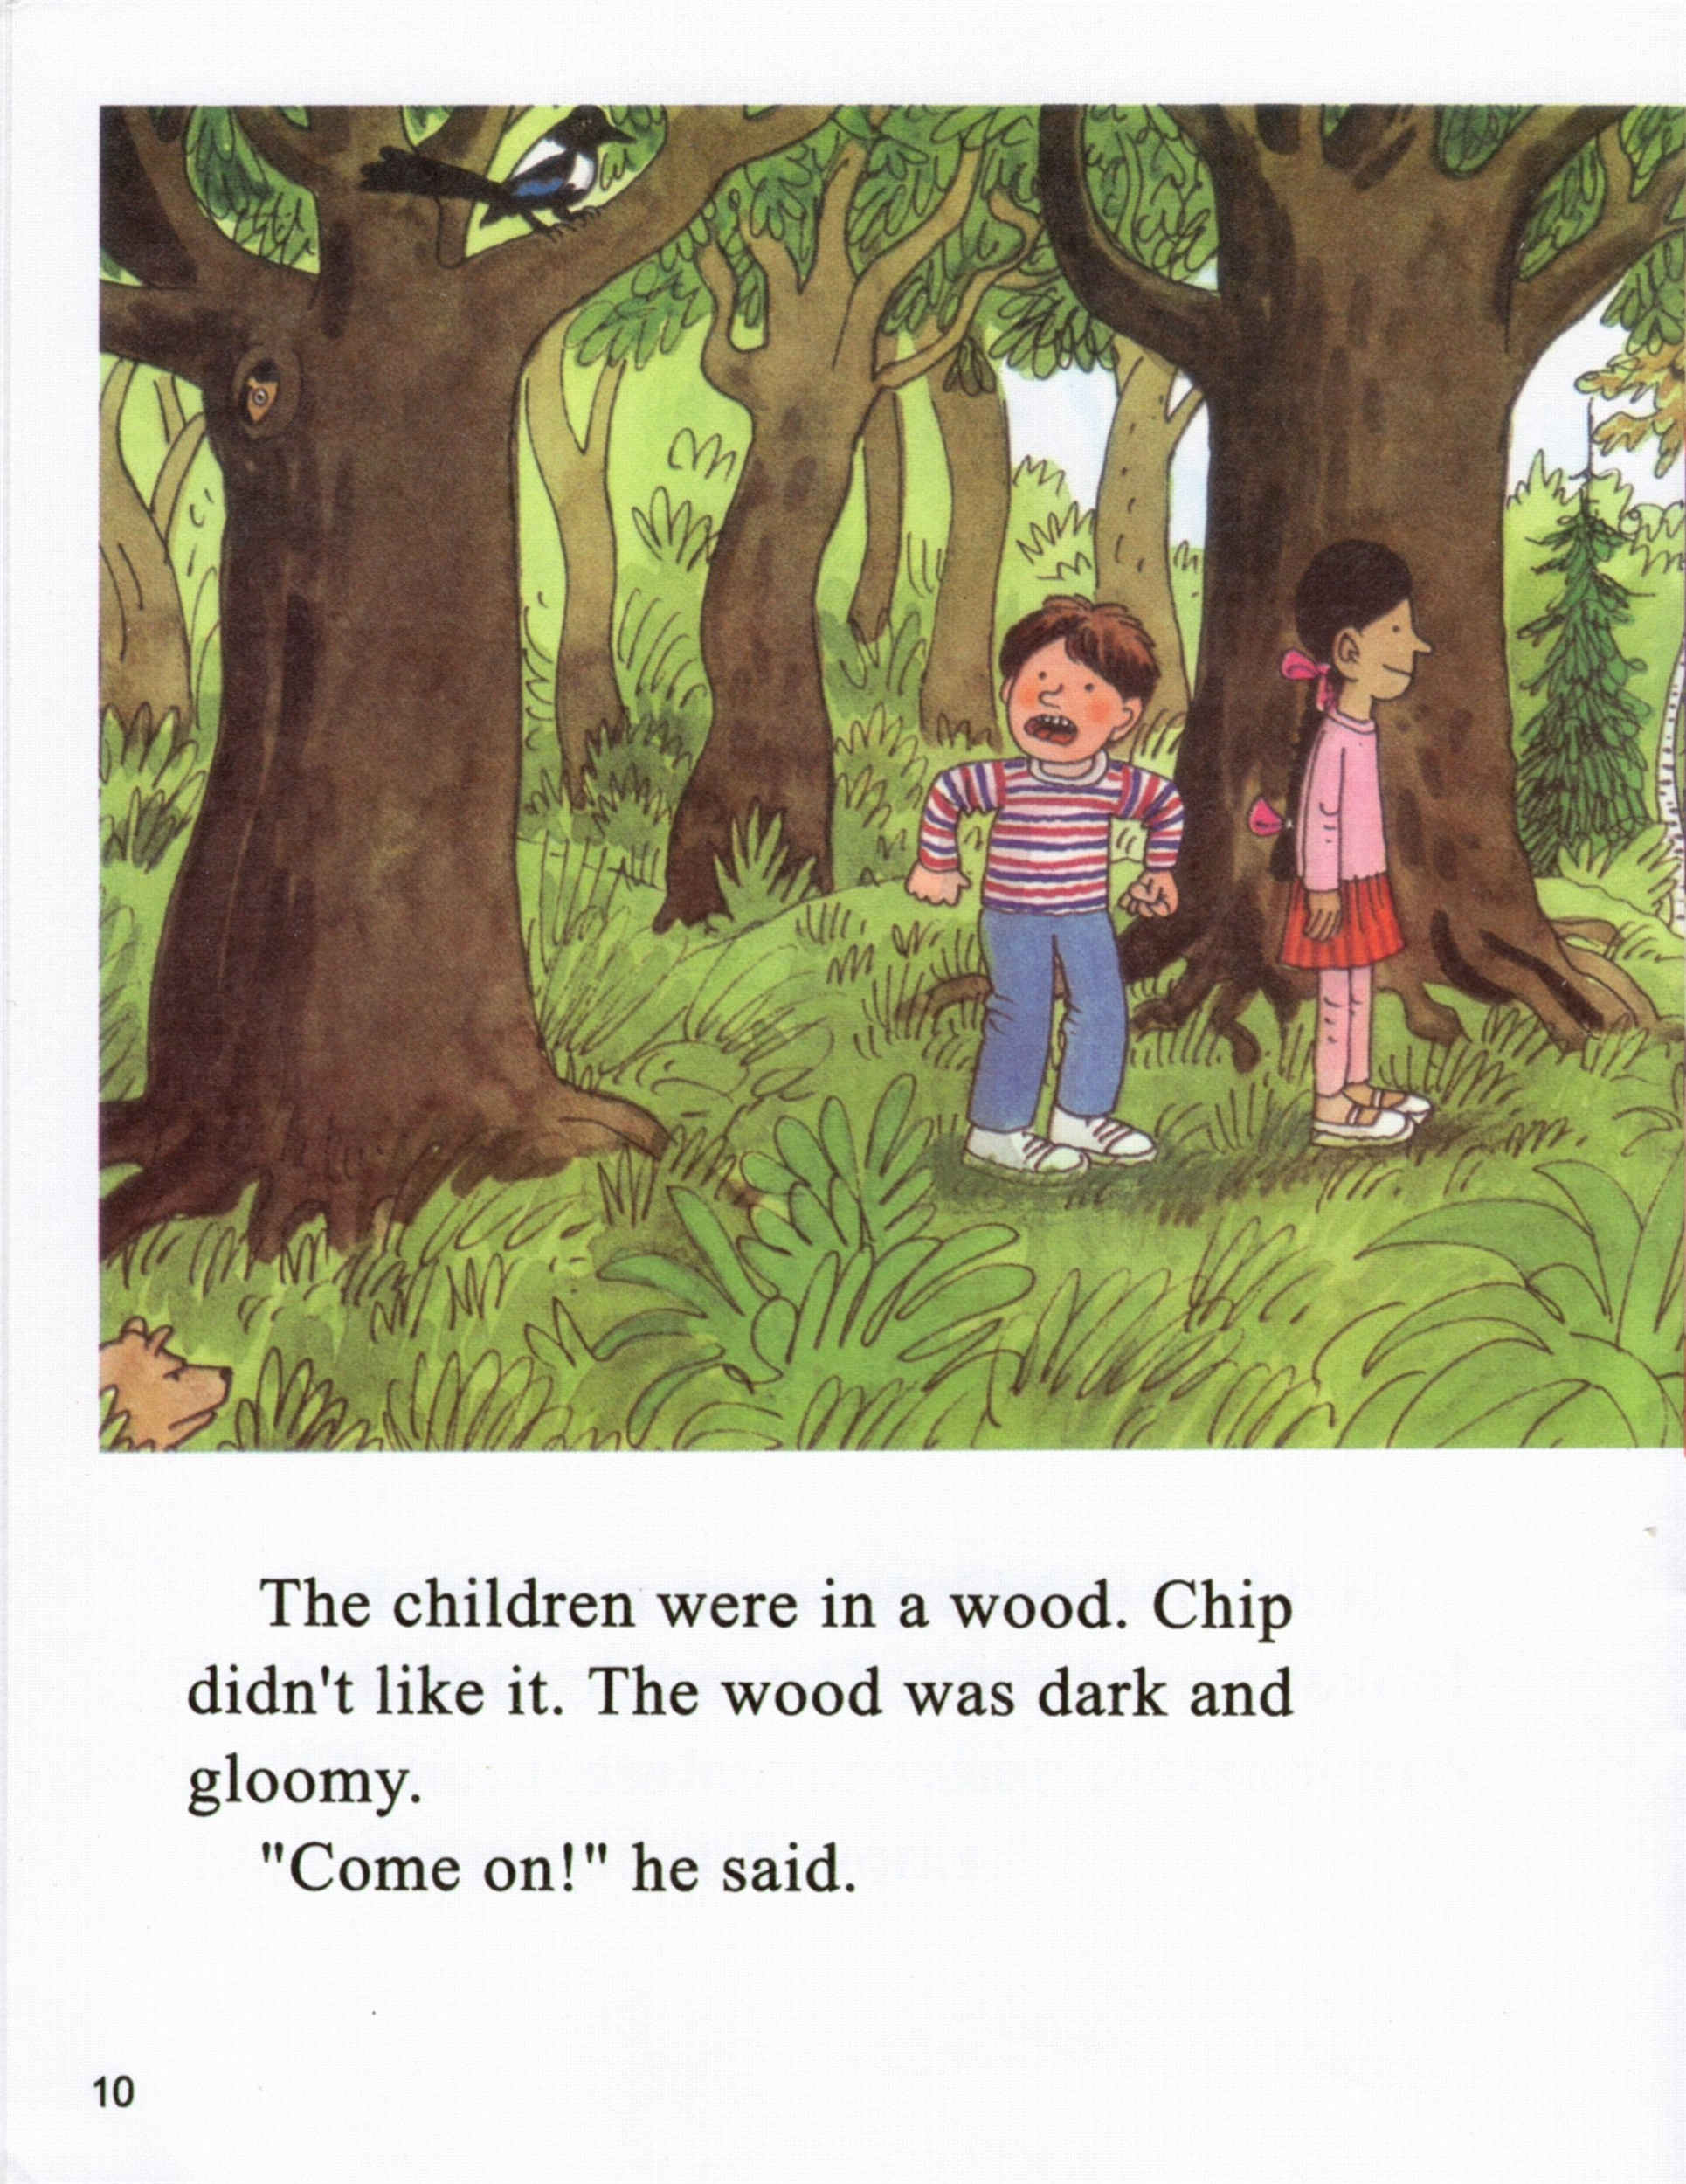 The children were in a wood. Chip
didn't like it. The wood was dark and
gloomy.
"Come on!" he said.
10